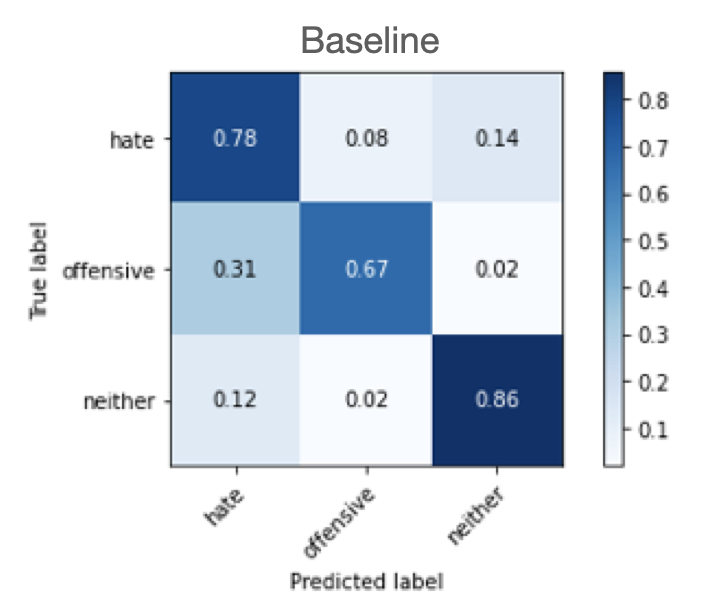 Baseline
hate 0.78 0.08 0.14
offensive 0.31 0.67 0.02
neither 0.12 0.02 0.86
hate offensive neither
True label
Predicted label
0.8
0.7
0.6
0.5
0.4
0.3
0.2
0.1